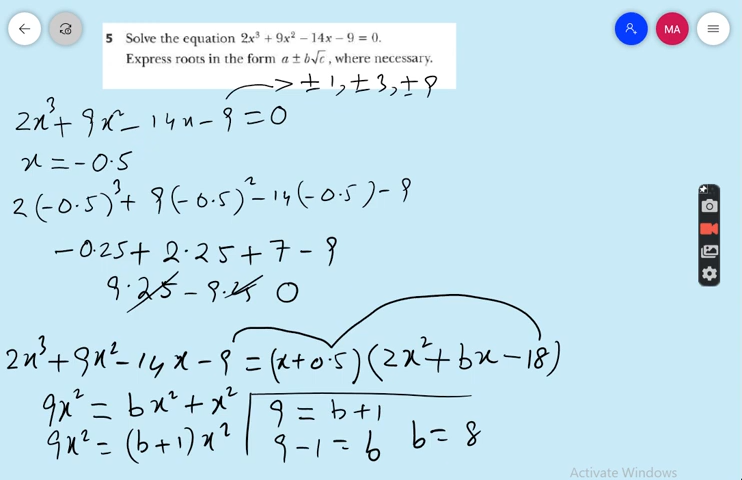 MA
5 Solve the equation 2x³ + 9x² − 14x − 9 = 0.
Express roots in the form a ± b√c, where necessary.
→ ±1, ±3, ±9
2x³ + 9x² − 14x − 9 = 0
x = −0.5
2(−0.5)³ + 9(−0.5)² − 14(−0.5) − 9
−0.25 + 2.25 + 7 − 9
9.25 − 9.25 0
2x³ + 9x² − 14x − 9 = (x + 0.5)(2x² + bx − 18)
9x² = bx² + x²
9 = b + 1
9x² = (b + 1)x²
9 − 1 = b b = 8
Activate Windows